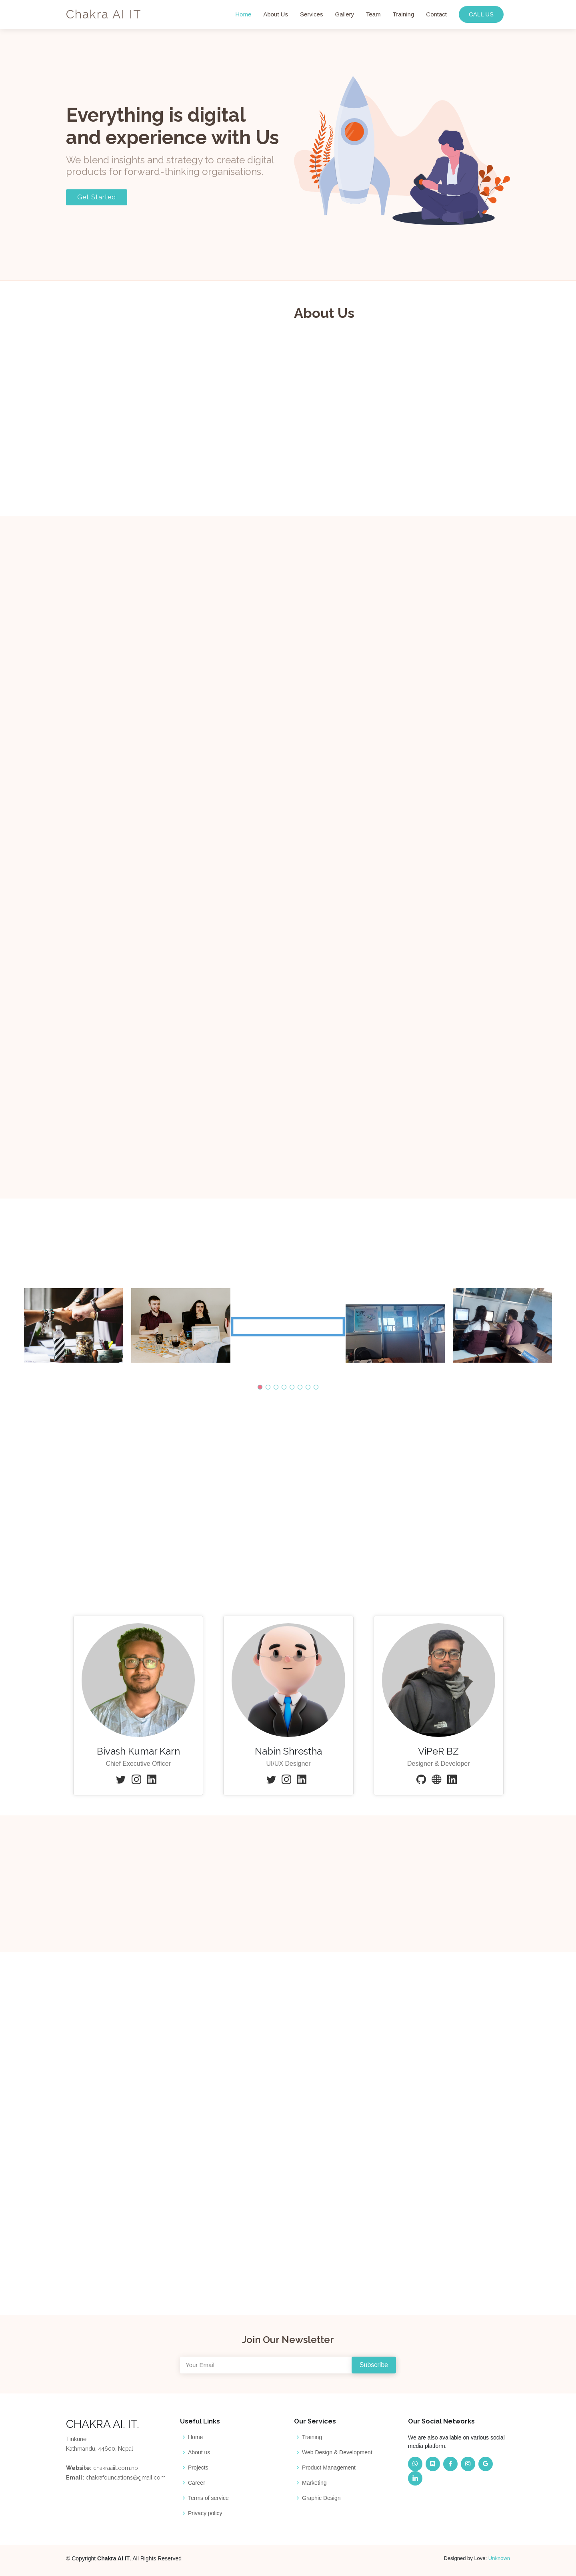 Chakra AI IT
Home
About Us
Services
Gallery
Team
Training
Contact
CALL US
Everything is digital
and experience with Us
We blend insights and strategy to create digital
products for forward-thinking organisations.
Get Started
About Us
Bivash Kumar Karn
Chief Executive Officer
Nabin Shrestha
UI/UX Designer
ViPeR BZ
Designer & Developer
Join Our Newsletter
Your Email
Subscribe
CHAKRA AI. IT.
Tinkune
Kathmandu, 44600, Nepal
Website: chakraaiit.com.np
Email: chakrafoundations@gmail.com
Useful Links
Home
About us
Projects
Career
Terms of service
Privacy policy
Our Services
Training
Web Design & Development
Product Management
Marketing
Graphic Design
Our Social Networks
We are also available on various social
media platform.
© Copyright Chakra AI IT. All Rights Reserved
Designed by Love: Unknown